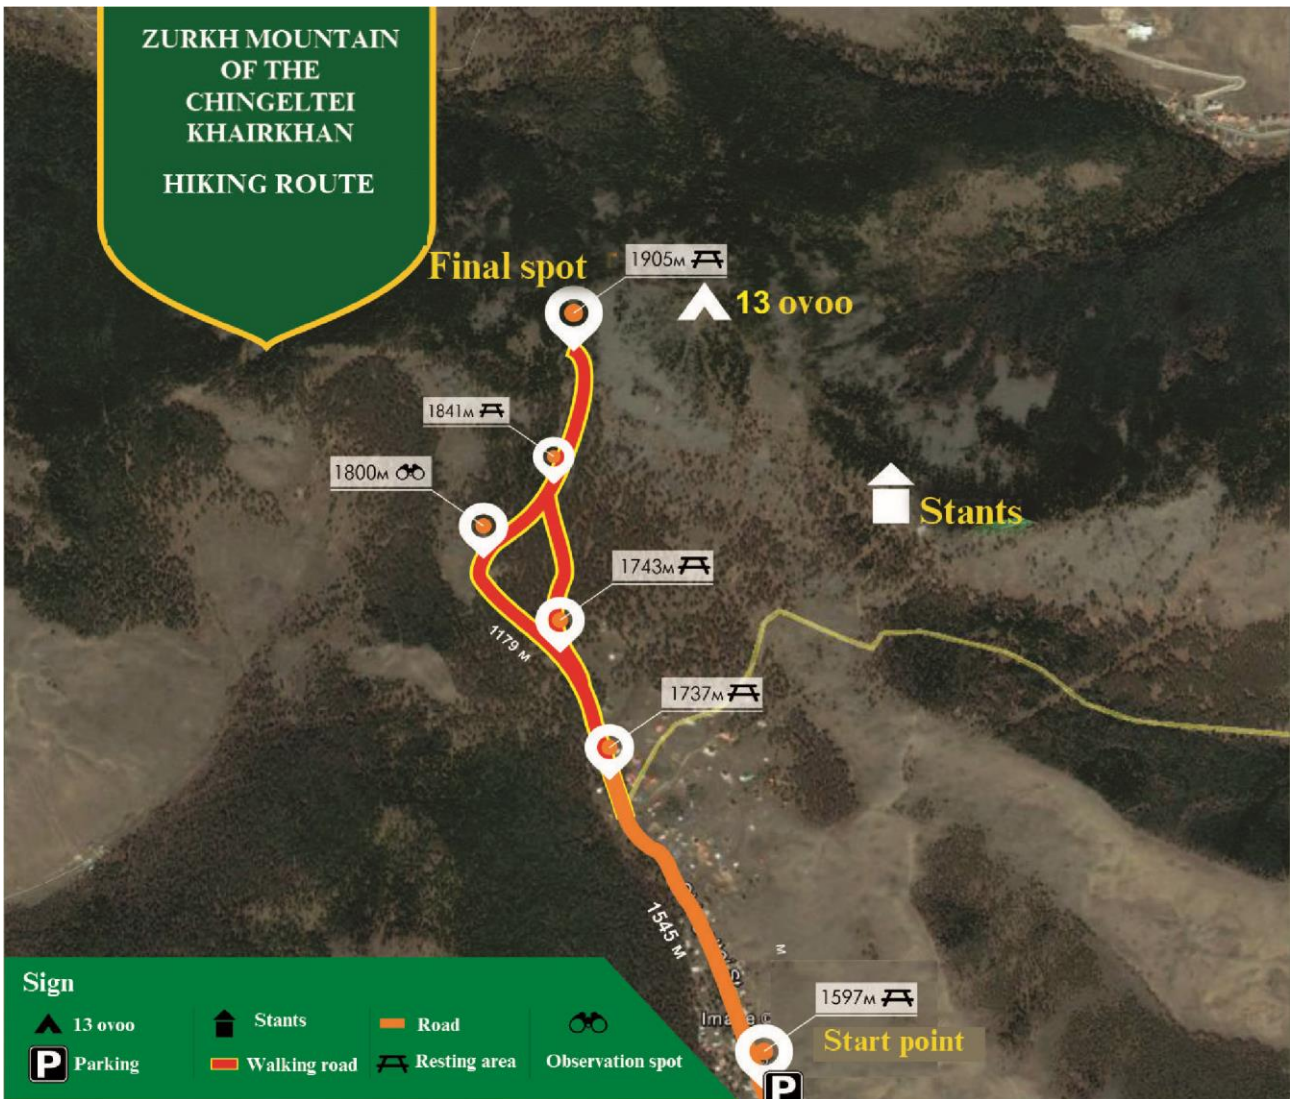 ZURKH MOUNTAIN
OF THE
CHINGELTEI
KHAIRKHAN
HIKING ROUTE
Final spot
1905м
13 ovoo
1841м
1800м
Stants
1743м
1179 м
1737м
1545 м
м
1597м
Start point
P
Sign
13 ovoo
Stants
Road
P Parking
Walking road
Resting area
Observation spot